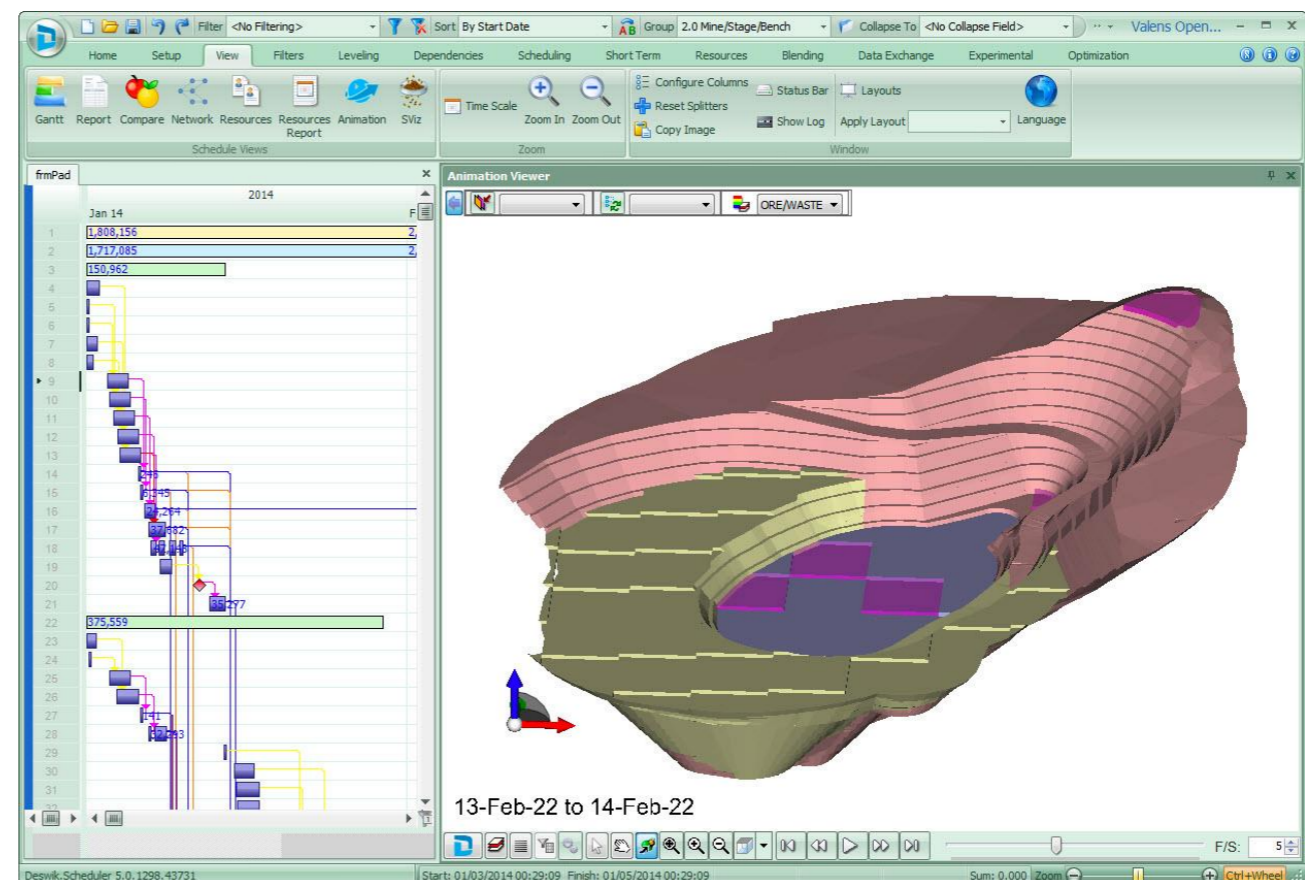 Filter <No Filtering> Sort By Start Date Group 2.0 Mine/Stage/Bench Collapse To <No Collapse Field> Valens Open...
Home Setup View Filters Leveling Dependencies Scheduling Short Term Resources Blending Data Exchange Experimental Optimization
Gantt Report Compare Network Resources Resources Report Animation SViz
Schedule Views
Time Scale Zoom In Zoom Out
Zoom
Configure Columns Status Bar Layouts
Reset Splitters Show Log Apply Layout Language
Copy Image
Window
frmPad
2014
Jan 14 F
1 1,808,156 2,
2 1,717,085 2,
3 150,962
4
5
6
7
8
9
10
11
12
13
14
15
16
17
18
19
20
21
22 375,559
23
24
25
26
27 141
28
29
30
31
32
Animation Viewer
ORE/WASTE
13-Feb-22 to 14-Feb-22
F/S: 5
Deswik.Scheduler 5.0.1298.43731 Start: 01/03/2014 00:29:09 Finish: 01/05/2014 00:29:09 Sum: 0.000 Zoom Ctrl+Wheel